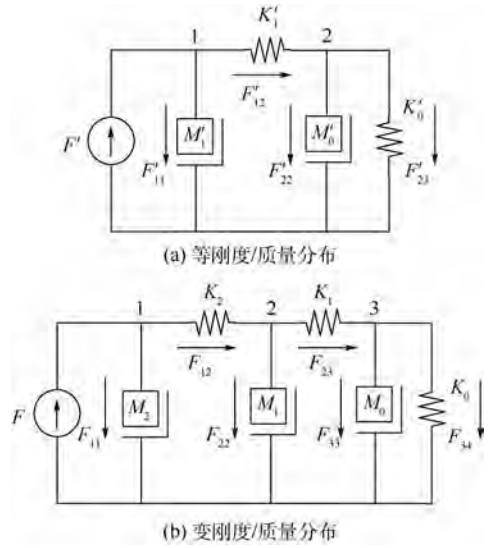 1 K′₁ 2
F′₁₂
F′ M′₁ M′₀ K′₀
F′₁₁ F′₂₂ F′₂₃
(a) 等刚度/质量分布
1 K₂ 2 K₁ 3
F₁₂ F₂₃
F M₂ M₁ M₀ K₀
F₁₁ F₂₂ F₃₃ F₃₄
(b) 变刚度/质量分布